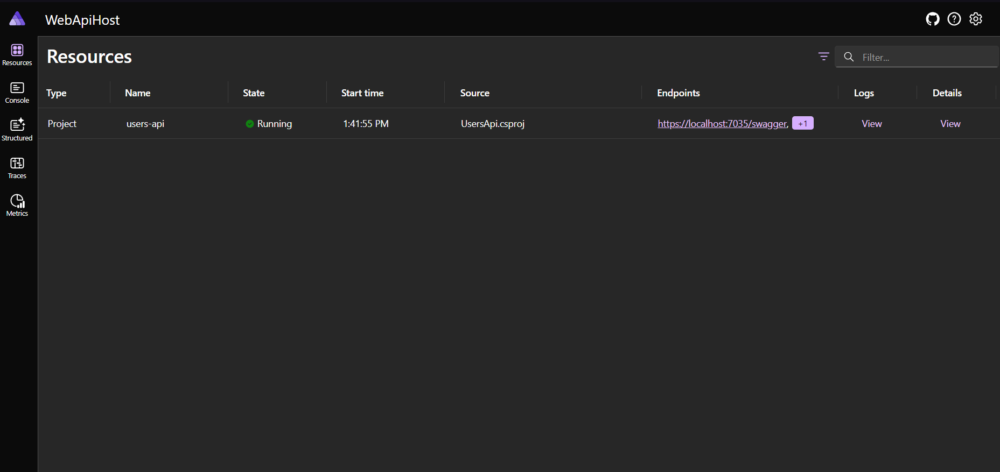 WebApiHost
Resources
Filter...
Resources
Console
Structured
Traces
Metrics
Type Name State Start time Source Endpoints Logs Details
Project users-api Running 1:41:55 PM UsersApi.csproj https://localhost:7035/swagger, +1 View View